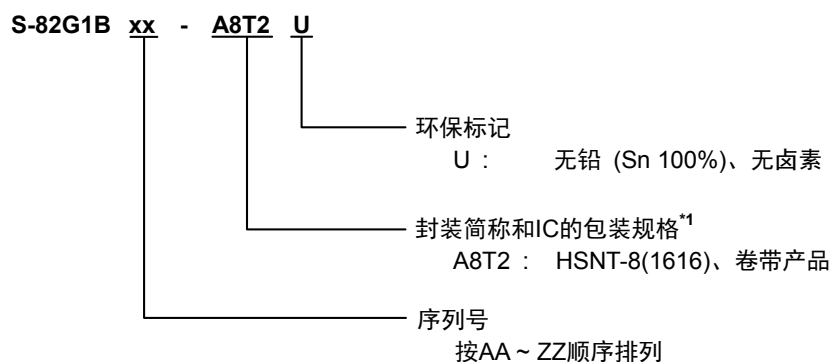 S-82G1B xx - A8T2 U
环保标记
U : 无铅 (Sn 100%)、无卤素
封装简称和IC的包装规格*1
A8T2 : HSNT-8(1616)、卷带产品
序列号
按AA ~ ZZ顺序排列